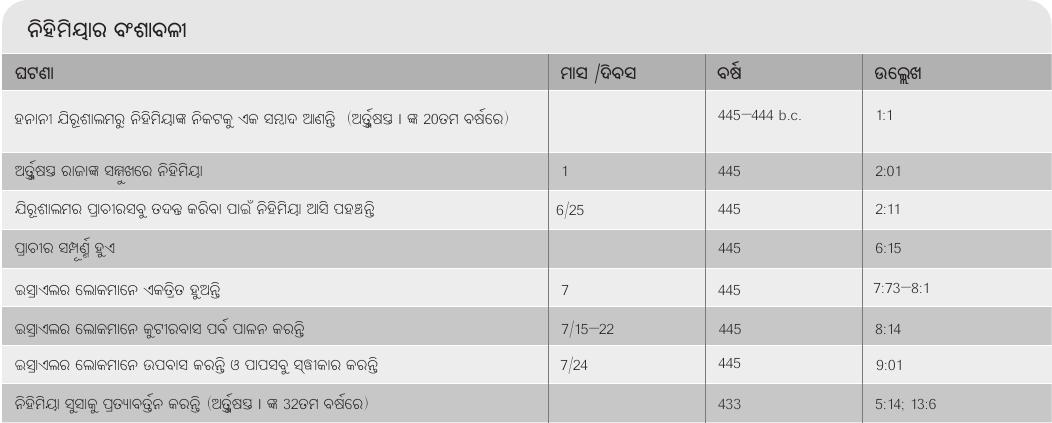 ନିହିମିୟାର ବଂଶାବଳୀ
ଘଟଣା ମାସ /ଦିବସ ବର୍ଷ ଉଲ୍ଲେଖ
ହନାନୀ ଯିରୂଶାଲମରୁ ନିହିମିୟାଙ୍କ ନିକଟକୁ ଏକ ସମ୍ବାଦ ଆଣନ୍ତି (ଅର୍ତ୍ତକ୍ଷସ୍ତ I ଙ୍କ 20ତମ ବର୍ଷରେ) 445–444 b.c. 1:1
ଅର୍ତ୍ତକ୍ଷସ୍ତ ରାଜାଙ୍କ ସମ୍ମୁଖରେ ନିହିମିୟା 1 445 2:01
ଯିରୂଶାଲମର ପ୍ରାଚୀରସବୁ ତଦନ୍ତ କରିବା ପାଇଁ ନିହିମିୟା ଆସି ପହଞ୍ଚନ୍ତି 6/25 445 2:11
ପ୍ରାଚୀର ସମ୍ପୂର୍ଣ୍ଣ ହୁଏ 445 6:15
ଇସ୍ରାଏଲର ଲୋକମାନେ ଏକତ୍ରିତ ହୁଅନ୍ତି 7 445 7:73–8:1
ଇସ୍ରାଏଲର ଲୋକମାନେ କୁଟୀରବାସ ପର୍ବ ପାଳନ କରନ୍ତି 7/15–22 445 8:14
ଇସ୍ରାଏଲର ଲୋକମାନେ ଉପବାସ କରନ୍ତି ଓ ପାପସବୁ ସ୍ୱୀକାର କରନ୍ତି 7/24 445 9:01
ନିହିମିୟା ସୁସାକୁ ପ୍ରତ୍ୟାବର୍ତ୍ତନ କରନ୍ତି (ଅର୍ତ୍ତକ୍ଷସ୍ତ I ଙ୍କ 32ତମ ବର୍ଷରେ) 433 5:14; 13:6